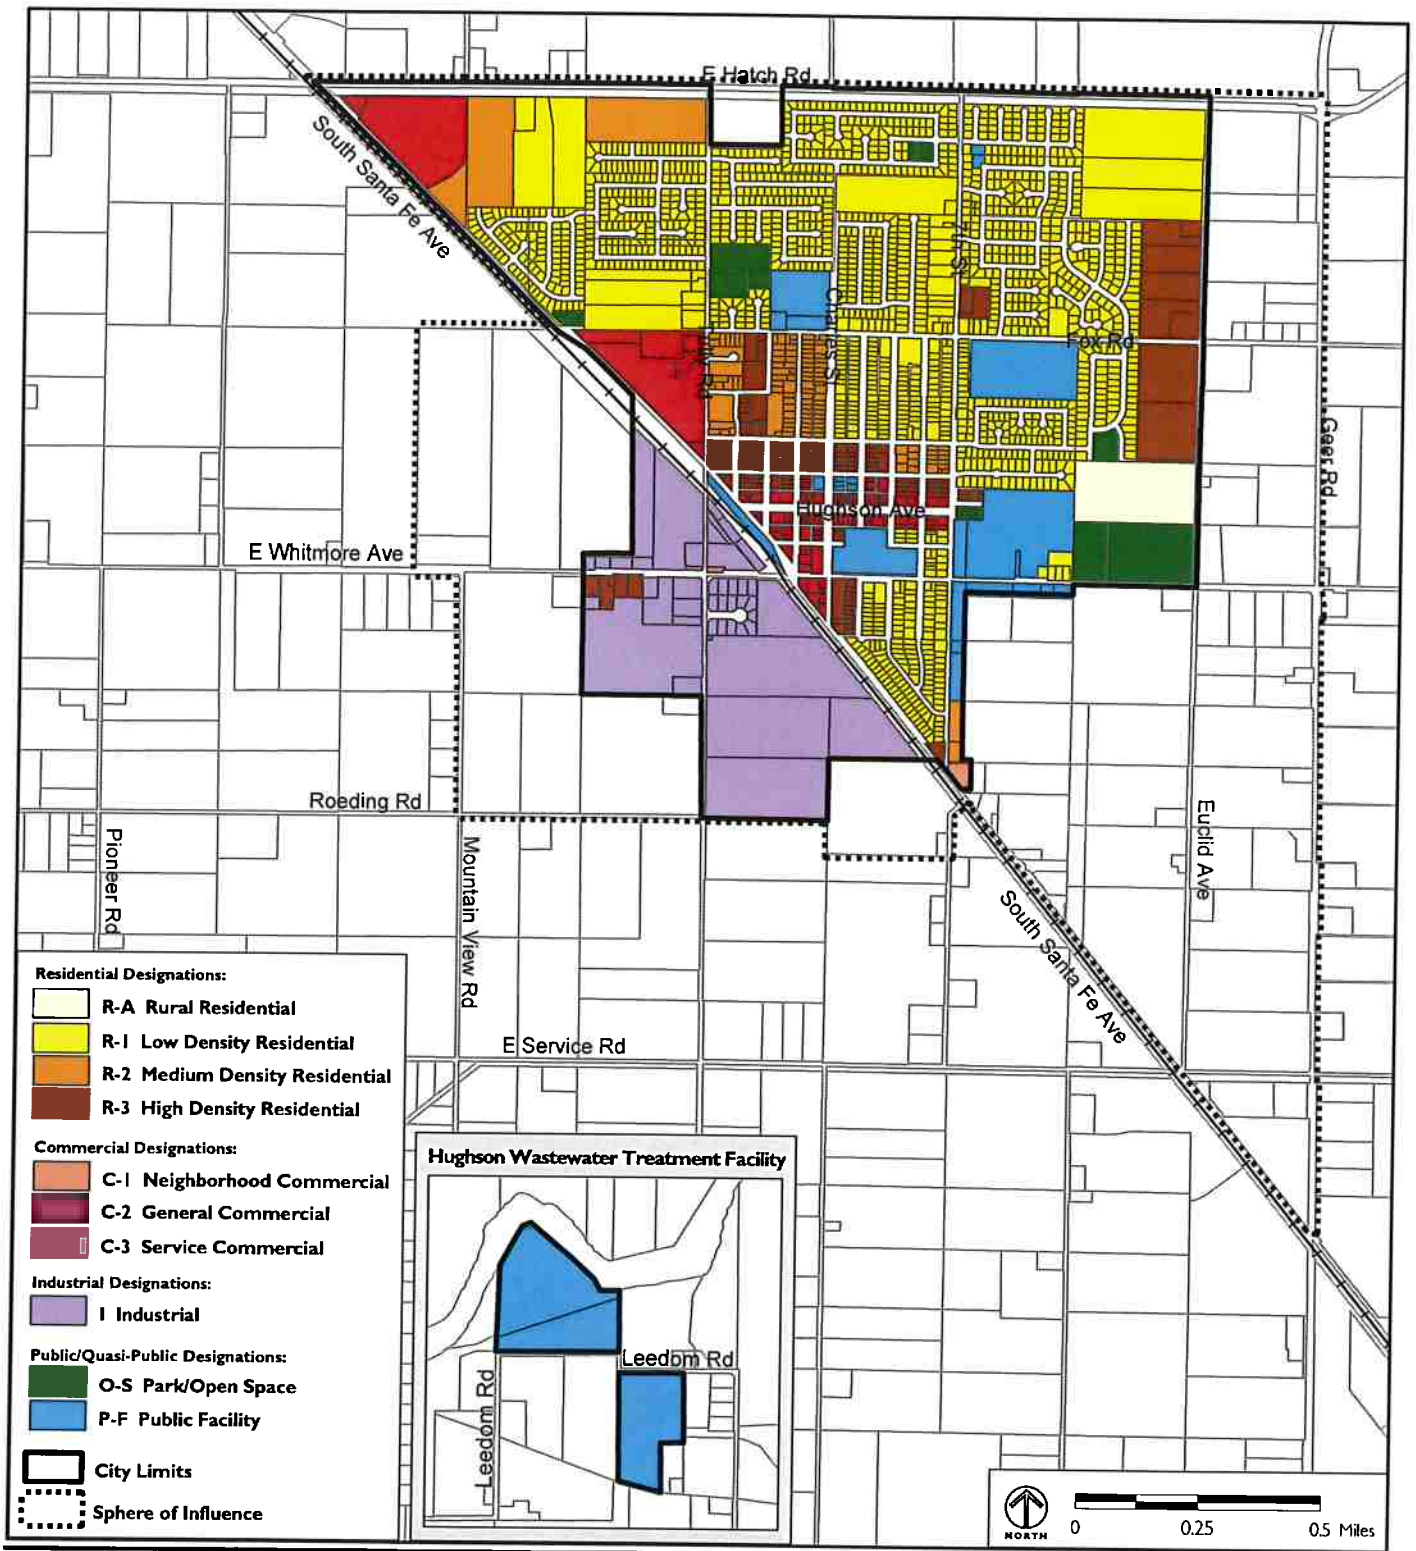 E Hatch Rd
South Santa Fe Ave
7th St
Charles St
Fox Rd
Geer Rd
Hughson Ave
E Whitmore Ave
Roeding Rd
Pioneer Rd
Mountain View Rd
Euclid Ave
South Santa Fe Ave
E Service Rd
Residential Designations:
R-A Rural Residential
R-1 Low Density Residential
R-2 Medium Density Residential
R-3 High Density Residential
Commercial Designations:
C-1 Neighborhood Commercial
C-2 General Commercial
C-3 Service Commercial
Industrial Designations:
I Industrial
Public/Quasi-Public Designations:
O-S Park/Open Space
P-F Public Facility
City Limits
Sphere of Influence
Hughson Wastewater Treatment Facility
Leedom Rd
Leedom Rd
NORTH
0 0.25 0.5 Miles